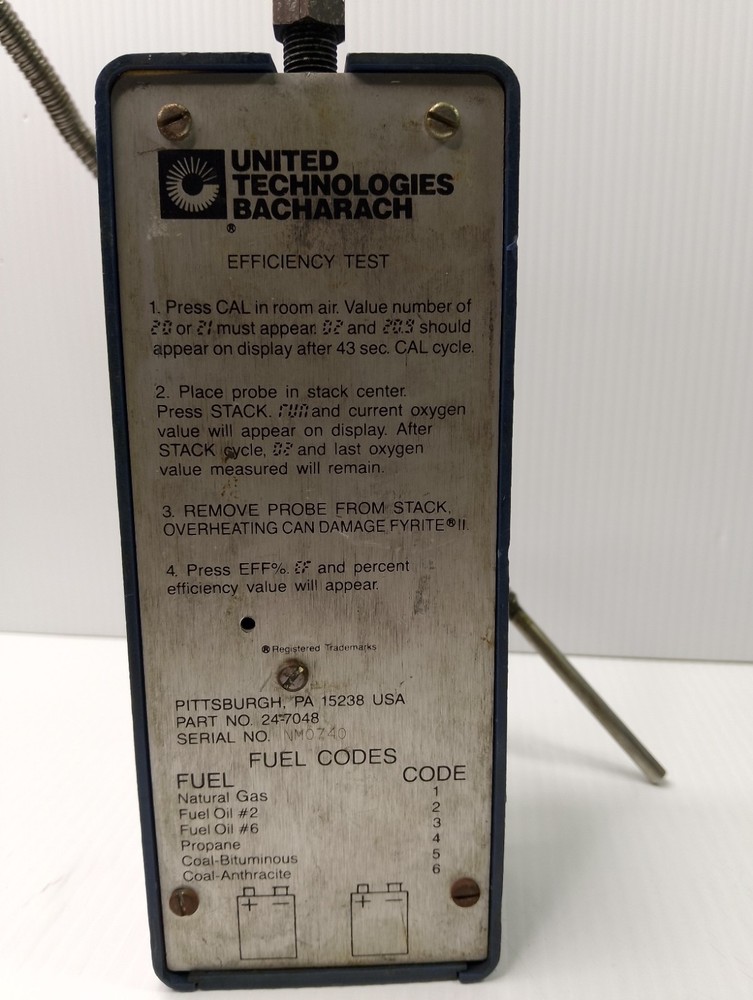 UNITED
TECHNOLOGIES
BACHARACH
®
EFFICIENCY TEST
1. Press CAL in room air. Value number of
20 or 21 must appear. 02 and 20.9 should
appear on display after 43 sec. CAL cycle.
2. Place probe in stack center.
Press STACK. run and current oxygen
value will appear on display. After
STACK cycle, 02 and last oxygen
value measured will remain.
3. REMOVE PROBE FROM STACK.
OVERHEATING CAN DAMAGE FYRITE® II.
4. Press EFF%. EF and percent
efficiency value will appear.
® Registered Trademarks
PITTSBURGH, PA 15238 USA
PART NO. 24-7048
SERIAL NO. NM0740
FUEL CODES
FUEL CODE
Natural Gas 1
Fuel Oil #2 2
Fuel Oil #6 3
Propane 4
Coal-Bituminous 5
Coal-Anthracite 6
+ − + −